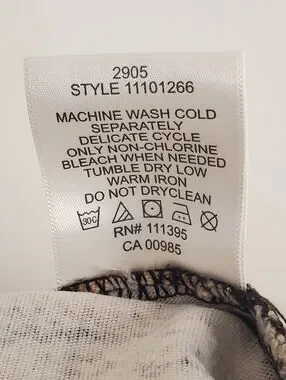 2905
STYLE 11101266
MACHINE WASH COLD
SEPARATELY
DELICATE CYCLE
ONLY NON-CHLORINE
BLEACH WHEN NEEDED
TUMBLE DRY LOW
WARM IRON
DO NOT DRYCLEAN
30C
RN# 111395
CA 00985